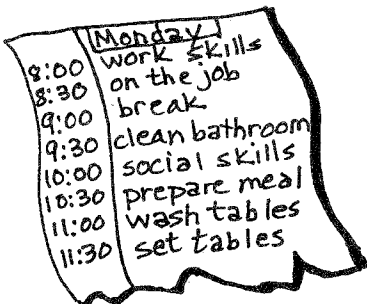 Monday
8:00 work skills
8:30 on the job
9:00 break
9:30 clean bathroom
10:00 social skills
10:30 prepare meal
11:00 wash tables
11:30 set tables